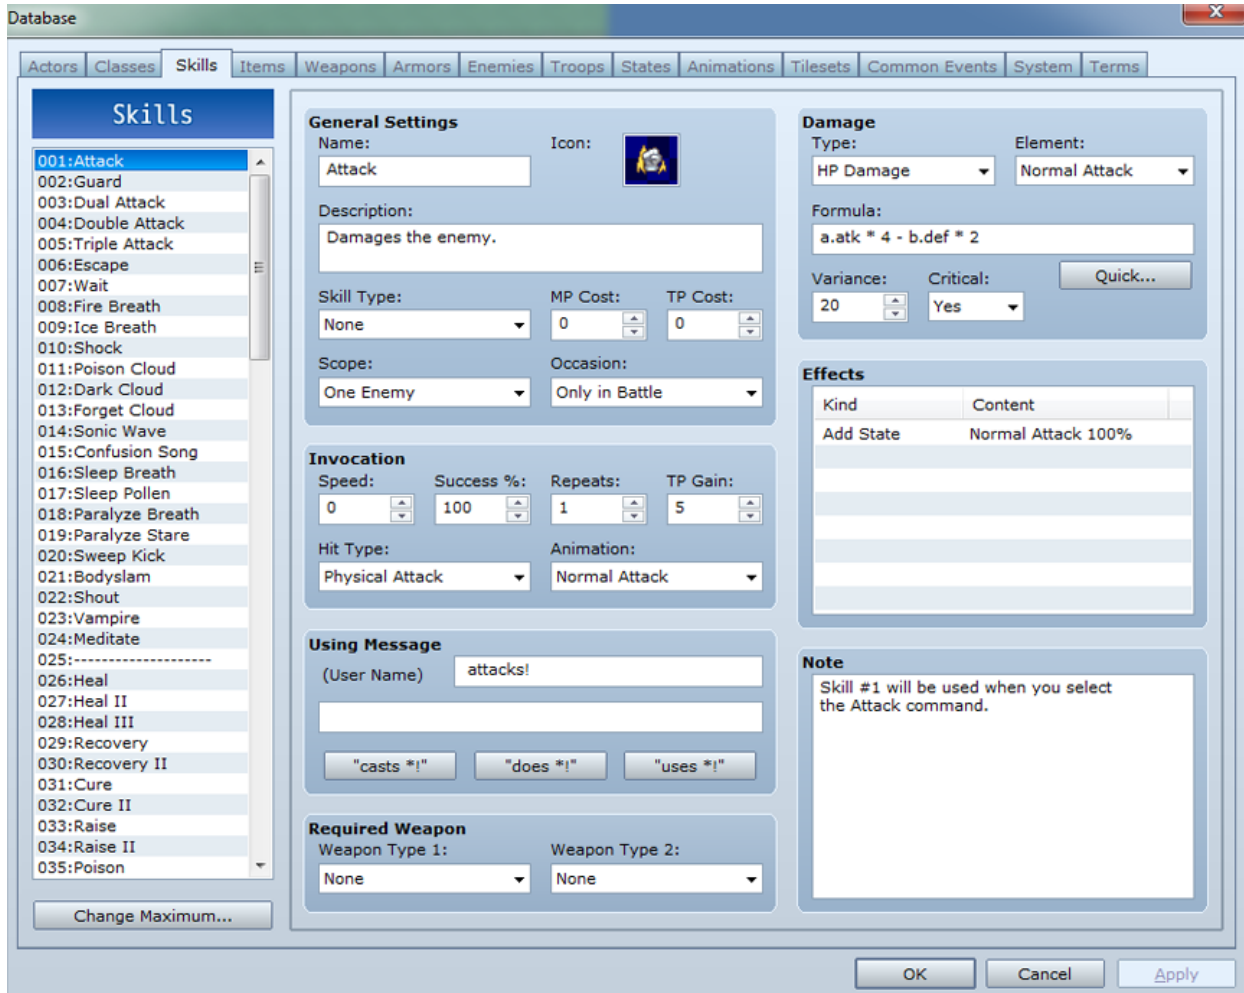 Database
X
Actors Classes Skills Items Weapons Armors Enemies Troops States Animations Tilesets Common Events System Terms
Skills
001:Attack
002:Guard
003:Dual Attack
004:Double Attack
005:Triple Attack
006:Escape
007:Wait
008:Fire Breath
009:Ice Breath
010:Shock
011:Poison Cloud
012:Dark Cloud
013:Forget Cloud
014:Sonic Wave
015:Confusion Song
016:Sleep Breath
017:Sleep Pollen
018:Paralyze Breath
019:Paralyze Stare
020:Sweep Kick
021:Bodyslam
022:Shout
023:Vampire
024:Meditate
025:--------------------
026:Heal
027:Heal II
028:Heal III
029:Recovery
030:Recovery II
031:Cure
032:Cure II
033:Raise
034:Raise II
035:Poison
Change Maximum...
General Settings
Name: Icon:
Attack
Description:
Damages the enemy.
Skill Type: MP Cost: TP Cost:
None 0 0
Scope: Occasion:
One Enemy Only in Battle
Invocation
Speed: Success %: Repeats: TP Gain:
0 100 1 5
Hit Type: Animation:
Physical Attack Normal Attack
Using Message
(User Name) attacks!
"casts *!" "does *!" "uses *!"
Required Weapon
Weapon Type 1: Weapon Type 2:
None None
Damage
Type: Element:
HP Damage Normal Attack
Formula:
a.atk * 4 - b.def * 2
Variance: Critical: Quick...
20 Yes
Effects
Kind Content
Add State Normal Attack 100%
Note
Skill #1 will be used when you select
the Attack command.
OK Cancel Apply